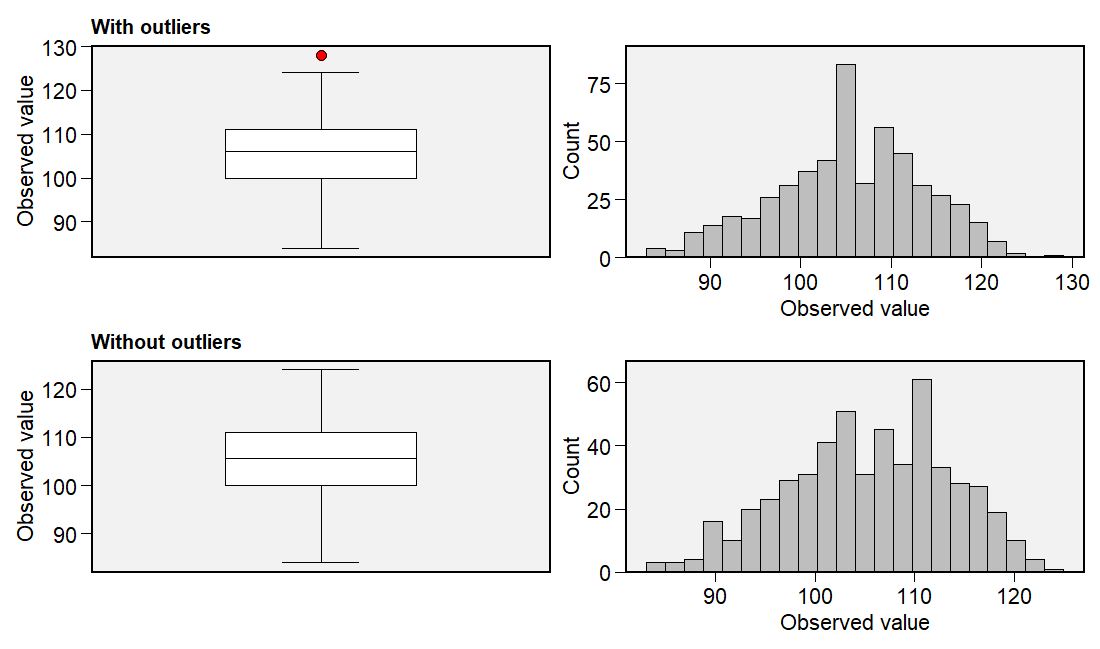 With outliers
Observed value
130
120
110
100
90
Count
75
50
25
0
90 100 110 120 130
Observed value
Without outliers
Observed value
120
110
100
90
Count
60
40
20
0
90 100 110 120
Observed value